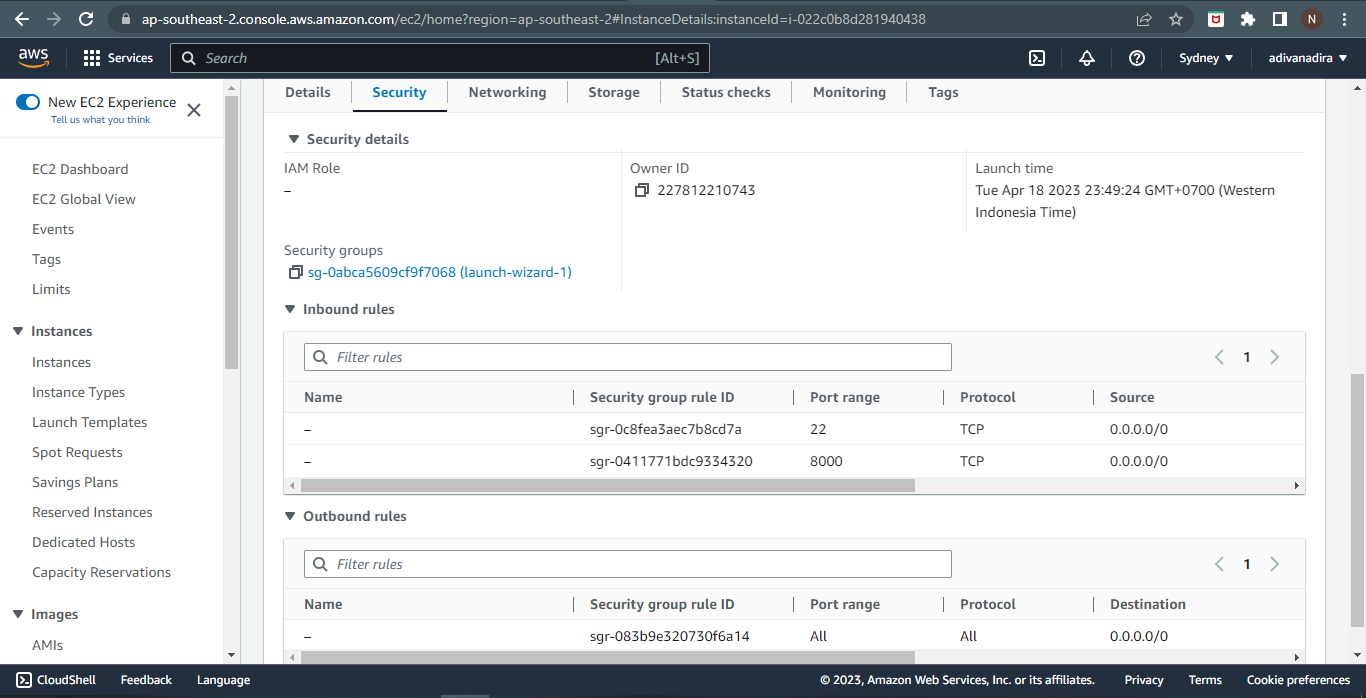 ap-southeast-2.console.aws.amazon.com/ec2/home?region=ap-southeast-2#InstanceDetails:instanceId=i-022c0b8d281940438
N
aws
Services
Search
[Alt+S]
Sydney
adivanadira
New EC2 Experience
Tell us what you think
EC2 Dashboard
EC2 Global View
Events
Tags
Limits
Instances
Instances
Instance Types
Launch Templates
Spot Requests
Savings Plans
Reserved Instances
Dedicated Hosts
Capacity Reservations
Images
AMIs
Details Security Networking Storage Status checks Monitoring Tags
Security details
IAM Role
–
Owner ID
227812210743
Launch time
Tue Apr 18 2023 23:49:24 GMT+0700 (Western
Indonesia Time)
Security groups
sg-0abca5609cf9f7068 (launch-wizard-1)
Inbound rules
Filter rules
1
Name Security group rule ID Port range Protocol Source
– sgr-0c8fea3aec7b8cd7a 22 TCP 0.0.0.0/0
– sgr-0411771bdc9334320 8000 TCP 0.0.0.0/0
Outbound rules
Filter rules
1
Name Security group rule ID Port range Protocol Destination
– sgr-083b9e320730f6a14 All All 0.0.0.0/0
CloudShell Feedback Language
© 2023, Amazon Web Services, Inc. or its affiliates. Privacy Terms Cookie preferences